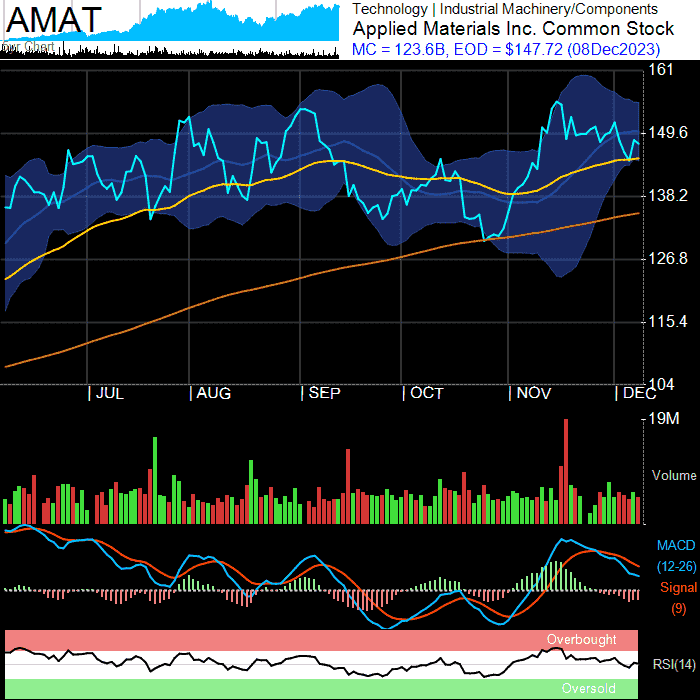 AMAT
Technology | Industrial Machinery/Components
Applied Materials Inc. Common Stock
MC = 123.6B, EOD = $147.72 (08Dec2023)
161
149.6
138.2
126.8
115.4
104
| JUL | AUG | SEP | OCT | NOV | DEC
19M
Volume
MACD
(12-26)
Signal
(9)
Overbought
RSI(14)
Oversold